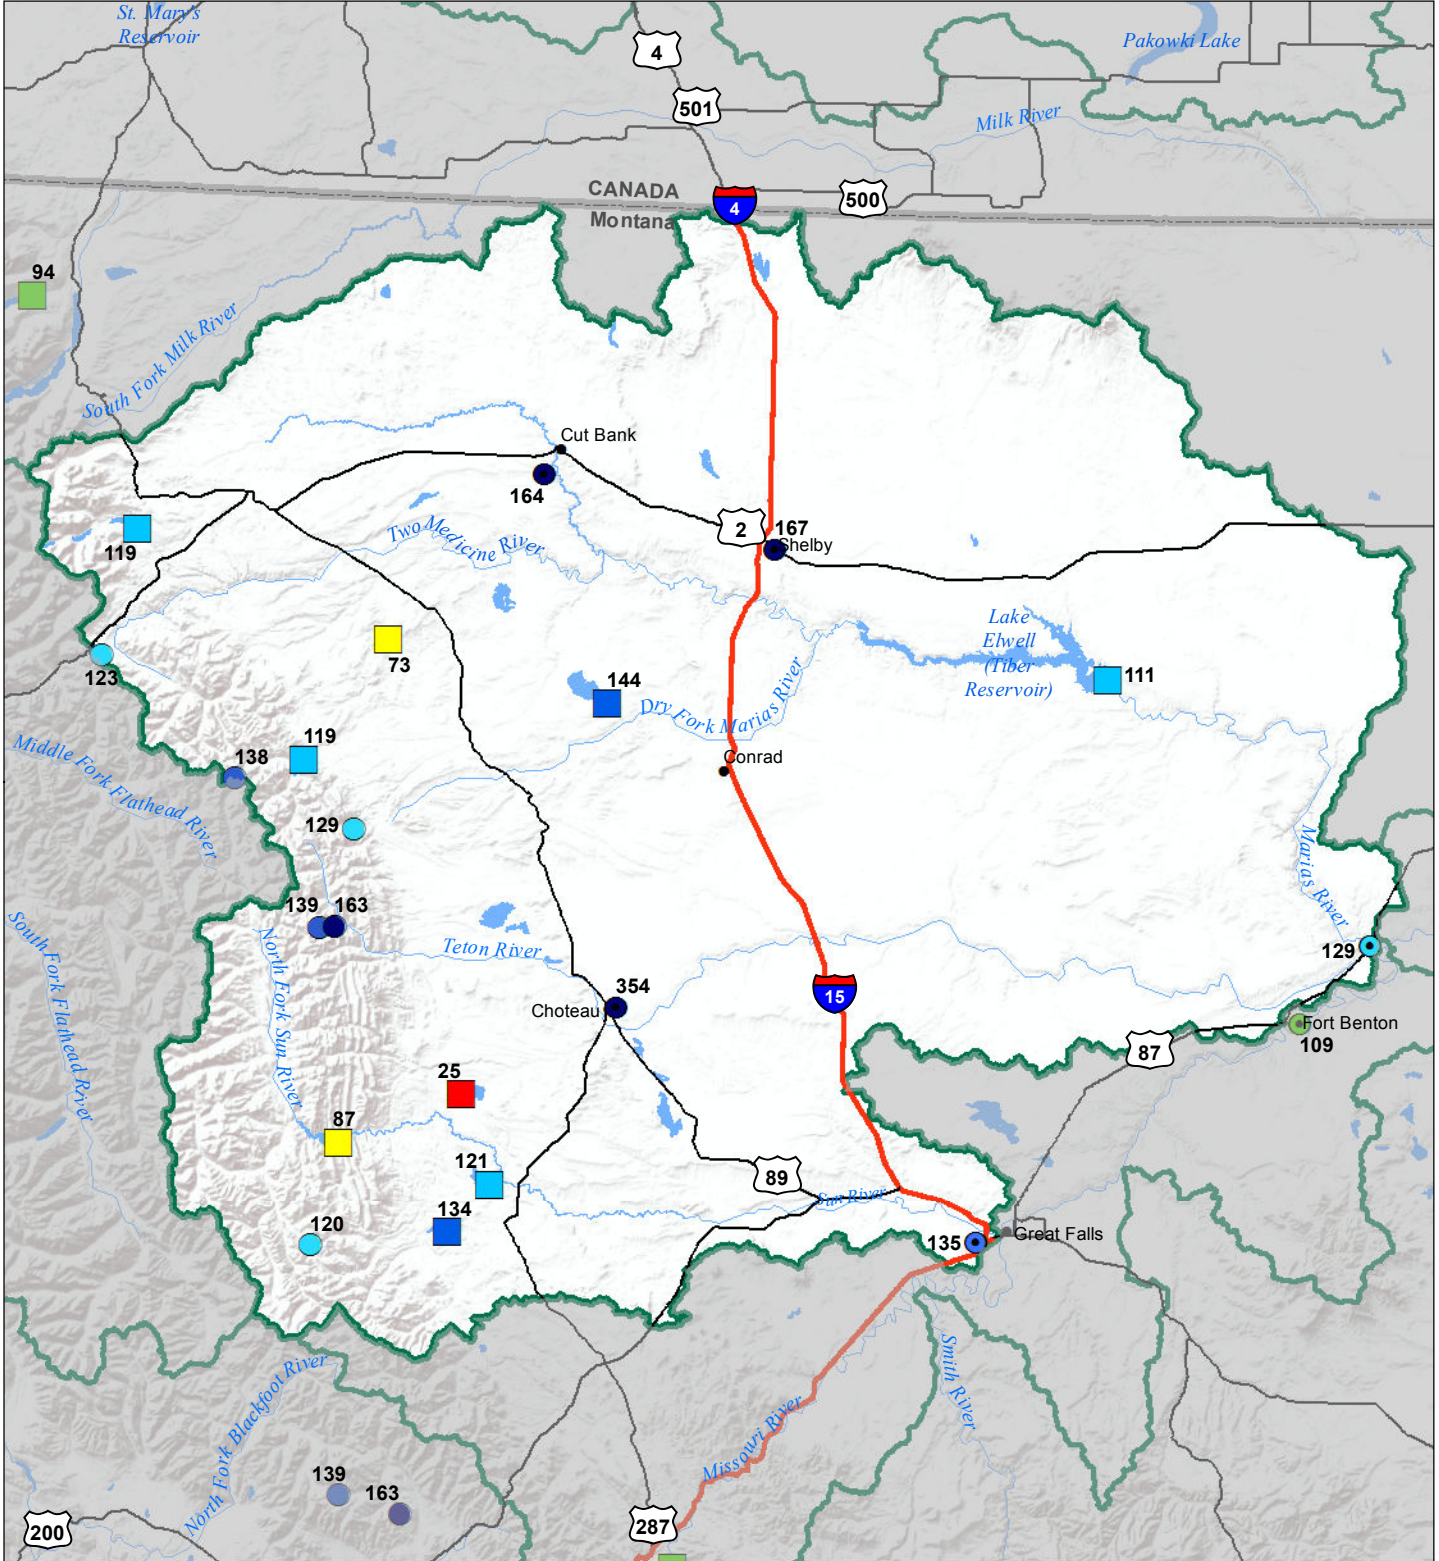 St. Mary's
Reservoir
4
Pakowki Lake
501
Milk River
CANADA
Montana
4
500
94
South Fork Milk River
Cut Bank
164
2
167
Shelby
119
Two Medicine River
Lake
Elwell
(Tiber
Reservoir)
73
123
144
111
Dry Fork Marias River
119
138
Conrad
Middle Fork Flathead River
129
Marias River
139
163
Teton River
129
South Fork Flathead River
North Fork Sun River
354
15
Choteau
Fort Benton
109
87
25
87
121
89
Sun River
134
120
135
Great Falls
Smith River
North Fork Blackfoot River
Missouri River
139
163
200
287